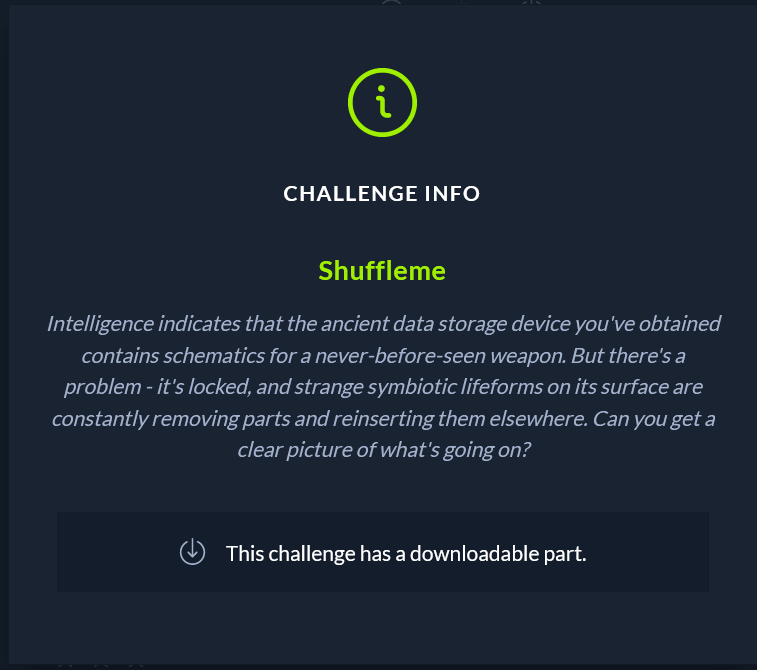 CHALLENGE INFO
Shuffleme
Intelligence indicates that the ancient data storage device you've obtained
contains schematics for a never-before-seen weapon. But there's a
problem - it's locked, and strange symbiotic lifeforms on its surface are
constantly removing parts and reinserting them elsewhere. Can you get a
clear picture of what's going on?
This challenge has a downloadable part.